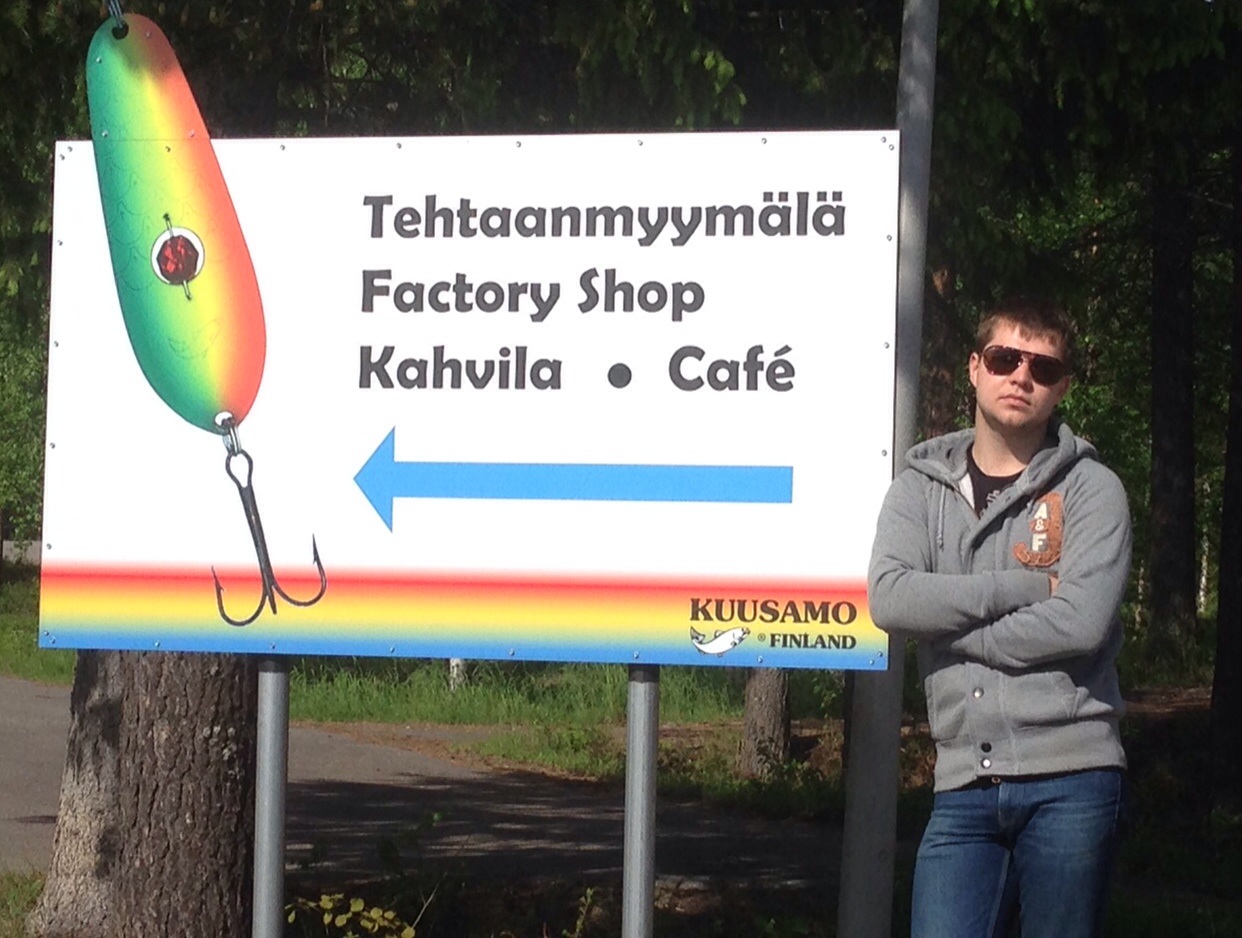 Tehtaanmyymälä
Factory Shop
Kahvila • Café
KUUSAMO
® FINLAND
A
&
F